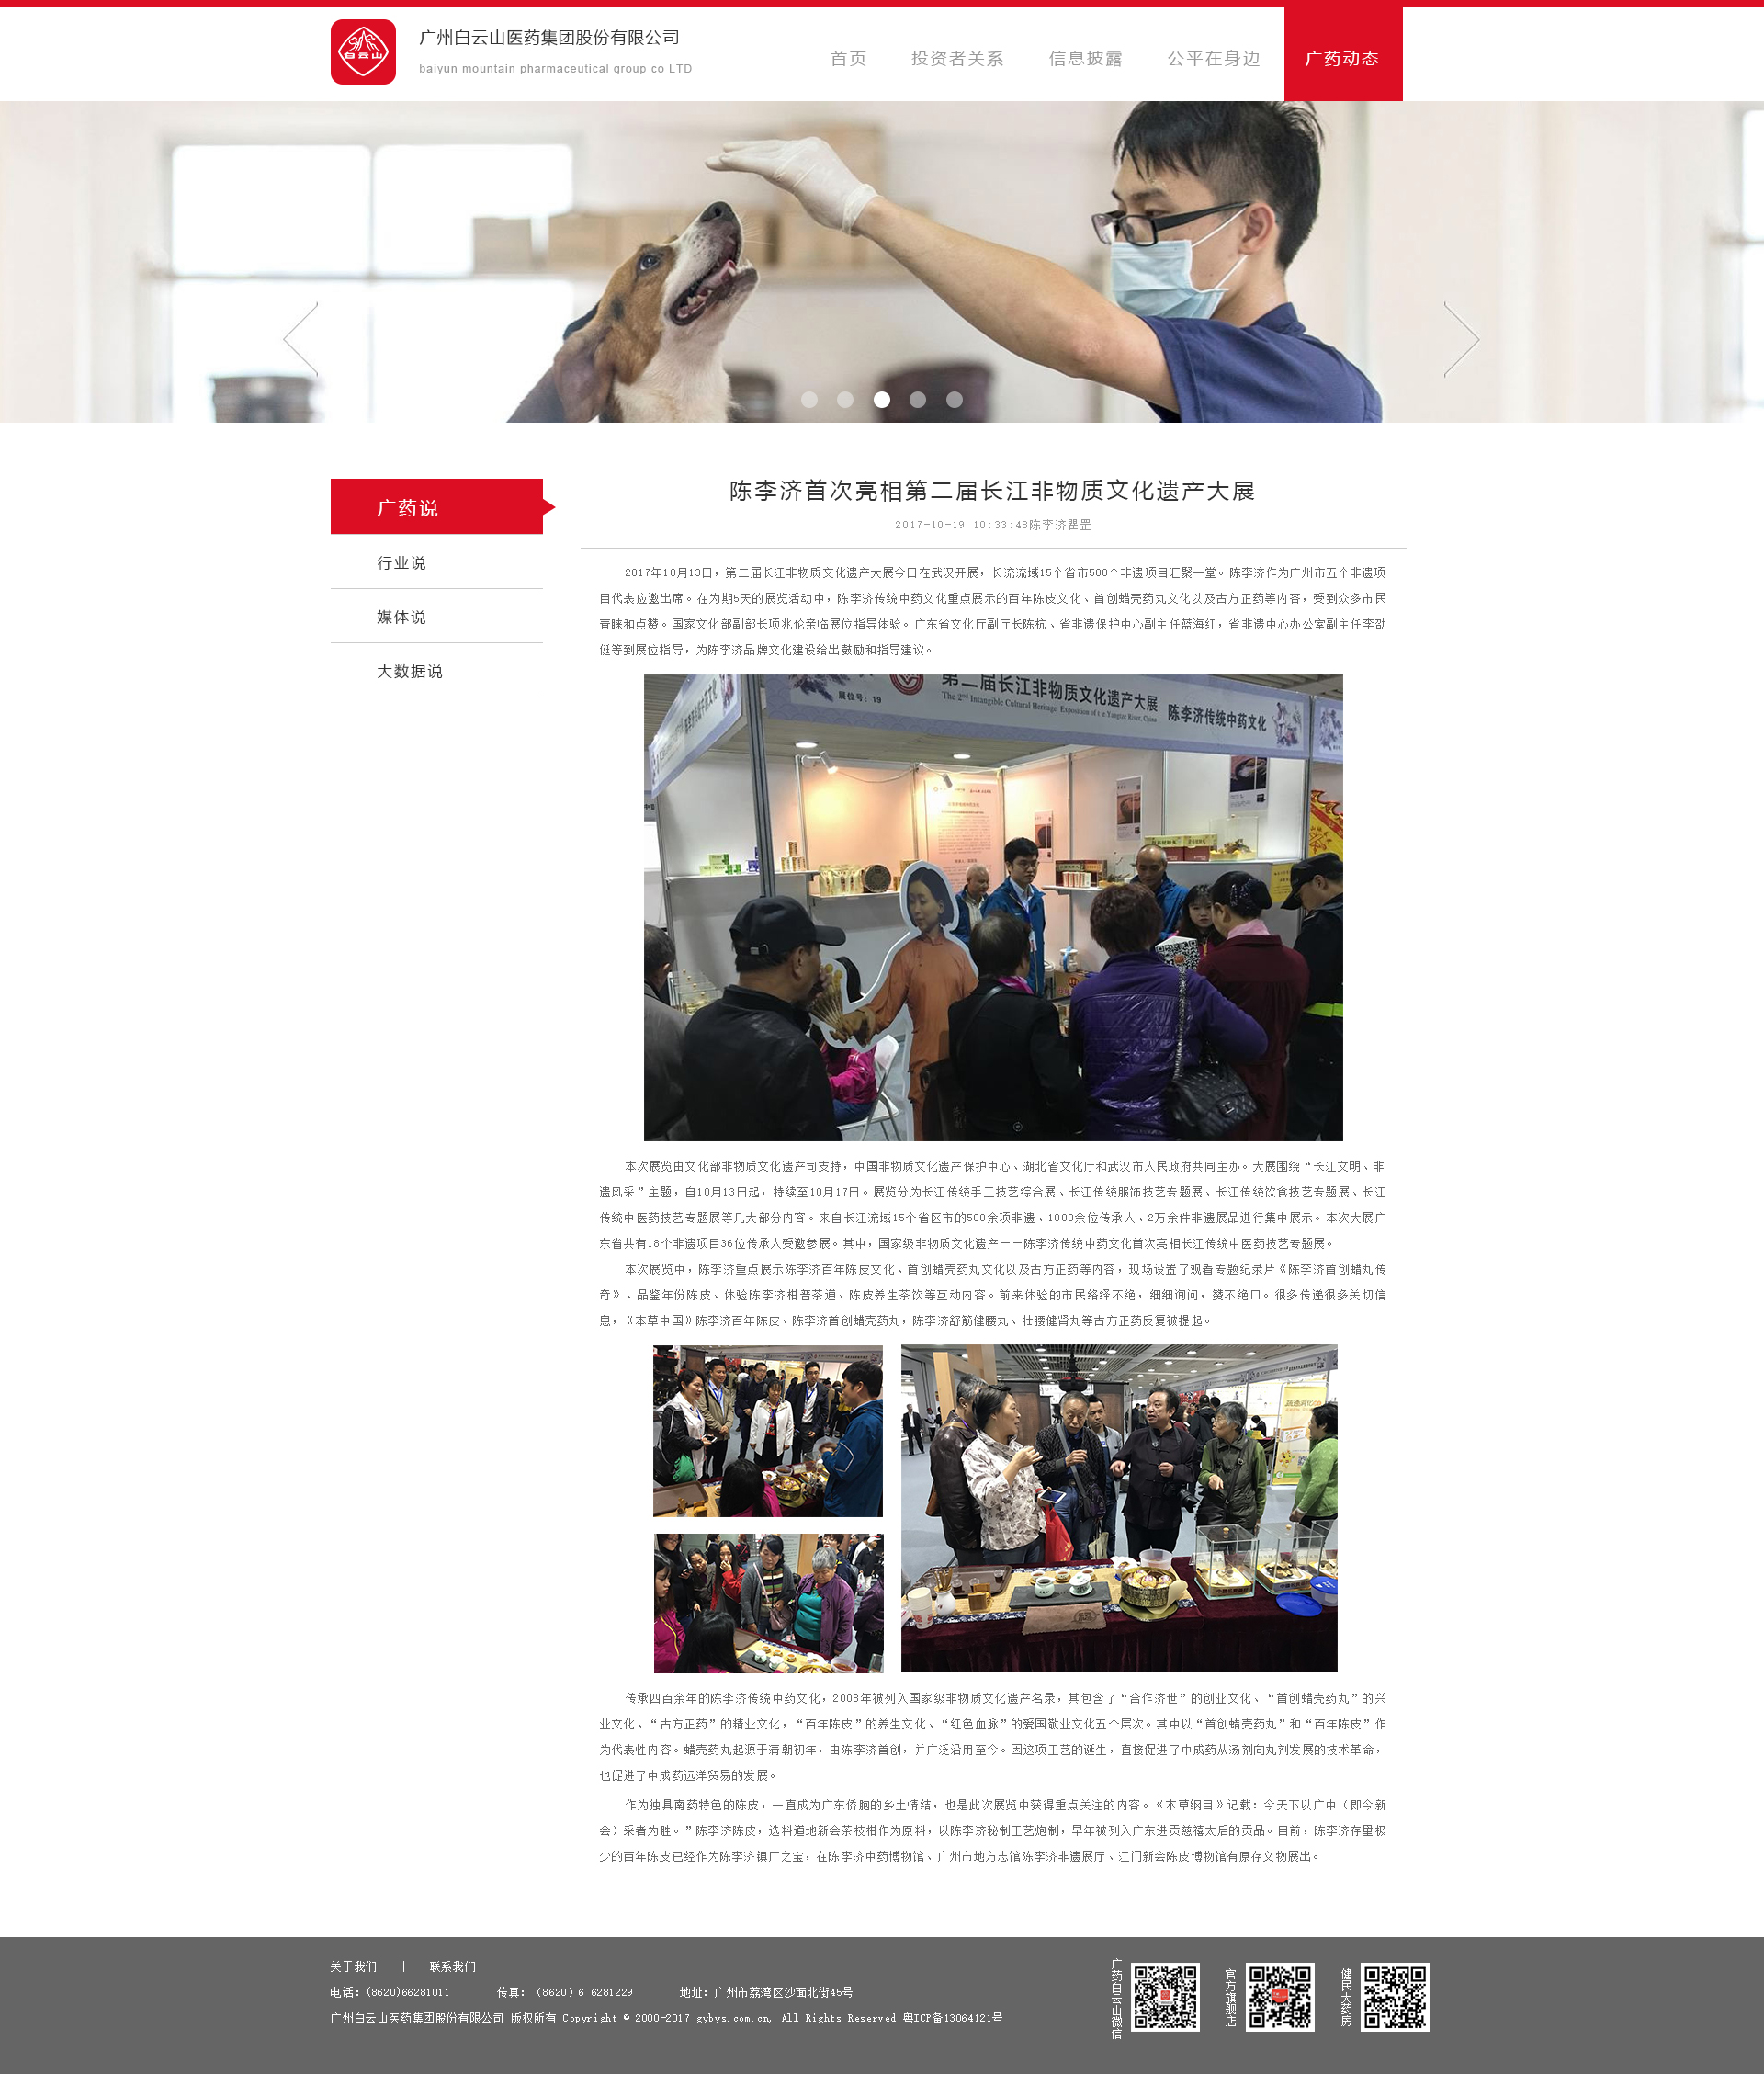 白云山
广州白云山医药集团股份有限公司
baiyun mountain pharmaceutical group co LTD
首页 投资者关系 信息披露 公平在身边 广药动态
广药说
行业说
媒体说
大数据说
陈李济首次亮相第二届长江非物质文化遗产大展
2017-10-19 10:33:48陈李济瞿罡
2017年10月13日，第二届长江非物质文化遗产大展今日在武汉开展，长流流域15个省市500个非遗项目汇聚一堂。陈李济作为广州市五个非遗项
目代表应邀出席。在为期5天的展览活动中，陈李济传统中药文化重点展示的百年陈皮文化、首创蜡壳药丸文化以及古方正药等内容，受到众多市民
青睐和点赞。国家文化部副部长项兆伦亲临展位指导体验。广东省文化厅副厅长陈杭、省非遗保护中心副主任蓝海红，省非遗中心办公室副主任李劭
侹等到展位指导，为陈李济品牌文化建设给出鼓励和指导建议。
展位号：19
第二届长江非物质文化遗产大展
The 2nd Intangible Cultural Heritage Exposition of the Yangtze River, China
陈李济传统中药文化
本次展览由文化部非物质文化遗产司支持，中国非物质文化遗产保护中心、湖北省文化厅和武汉市人民政府共同主办。大展围绕“长江文明、非
遗风采”主题，自10月13日起，持续至10月17日。展览分为长江传统手工技艺综合展、长江传统服饰技艺专题展、长江传统饮食技艺专题展、长江
传统中医药技艺专题展等几大部分内容。来自长江流域15个省区市的500余项非遗、1000余位传承人、2万余件非遗展品进行集中展示。本次大展广
东省共有18个非遗项目36位传承人受邀参展。其中，国家级非物质文化遗产——陈李济传统中药文化首次亮相长江传统中医药技艺专题展。
本次展览中，陈李济重点展示陈李济百年陈皮文化、首创蜡壳药丸文化以及古方正药等内容，现场设置了观看专题纪录片《陈李济首创蜡丸传
奇》、品鉴年份陈皮、体验陈李济柑普茶道、陈皮养生茶饮等互动内容。前来体验的市民络绎不绝，细细询问，赞不绝口。很多传递很多关切信
息，《本草中国》陈李济百年陈皮、陈李济首创蜡壳药丸，陈李济舒筋健腰丸、壮腰健肾丸等古方正药反复被提起。
传承四百余年的陈李济传统中药文化，2008年被列入国家级非物质文化遗产名录，其包含了“合作济世”的创业文化、“首创蜡壳药丸”的兴
业文化、“古方正药”的精业文化，“百年陈皮”的养生文化、“红色血脉”的爱国敬业文化五个层次。其中以“首创蜡壳药丸”和“百年陈皮”作
为代表性内容。蜡壳药丸起源于清朝初年，由陈李济首创，并广泛沿用至今。因这项工艺的诞生，直接促进了中成药从汤剂向丸剂发展的技术革命，
也促进了中成药远洋贸易的发展。
作为独具南药特色的陈皮，一直成为广东侨胞的乡土情结，也是此次展览中获得重点关注的内容。《本草纲目》记载：今天下以广中（即今新
会）采者为胜。”陈李济陈皮，选料道地新会茶枝柑作为原料，以陈李济秘制工艺炮制，早年被列入广东进贡慈禧太后的贡品。目前，陈李济存量极
少的百年陈皮已经作为陈李济镇厂之宝，在陈李济中药博物馆、广州市地方志馆陈李济非遗展厅、江门新会陈皮博物馆有原存文物展出。
关于我们 | 联系我们
电话：(8620)66281011 传真：（8620）6 6281229 地址：广州市荔湾区沙面北街45号
广州白云山医药集团股份有限公司 版权所有 Copyright © 2000-2017 gybys.com.cn, All Rights Reserved 粤ICP备13064121号
广药白云山微信
官方旗舰店
健民大药房